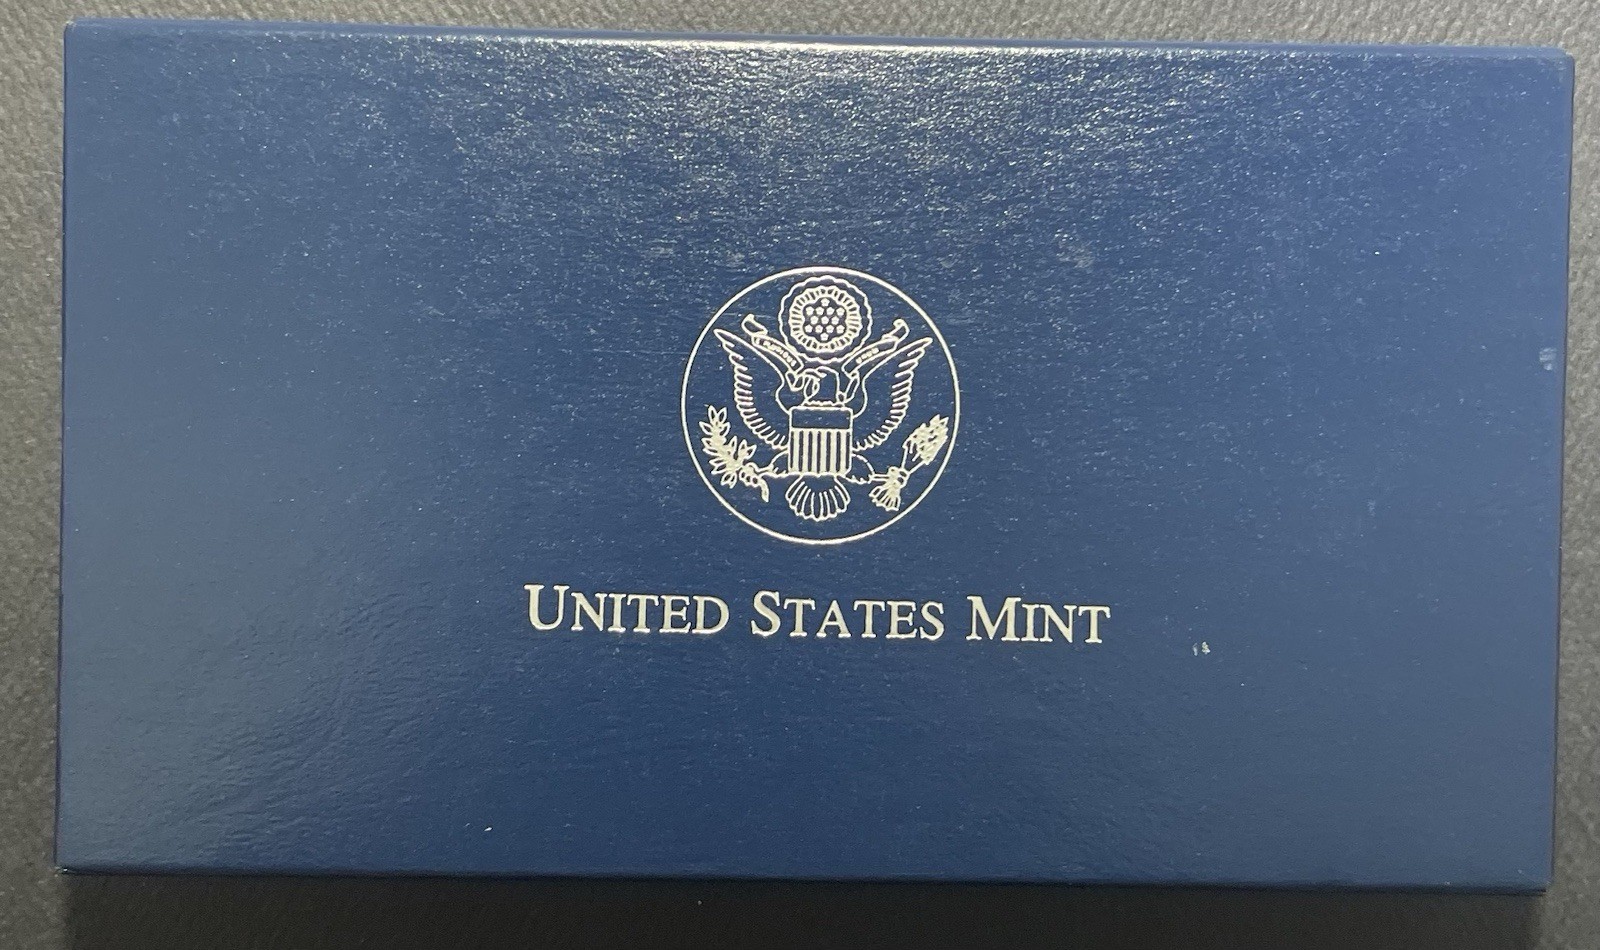 UNITED STATES MINT